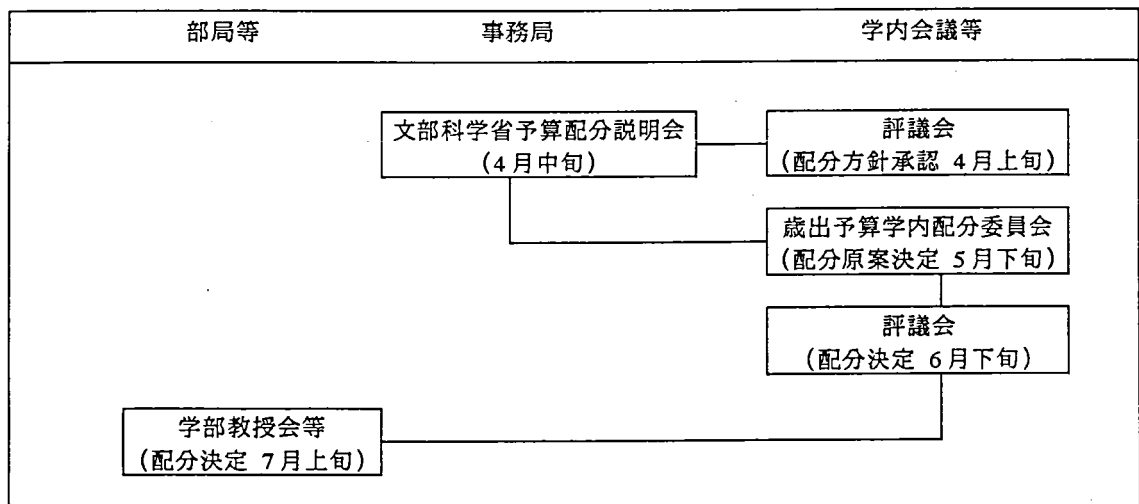 部局等 事務局 学内会議等
文部科学省予算配分説明会
(4月中旬)
評議会
(配分方針承認 4月上旬)
歳出予算学内配分委員会
(配分原案決定 5月下旬)
評議会
(配分決定 6月下旬)
学部教授会等
(配分決定 7月上旬)